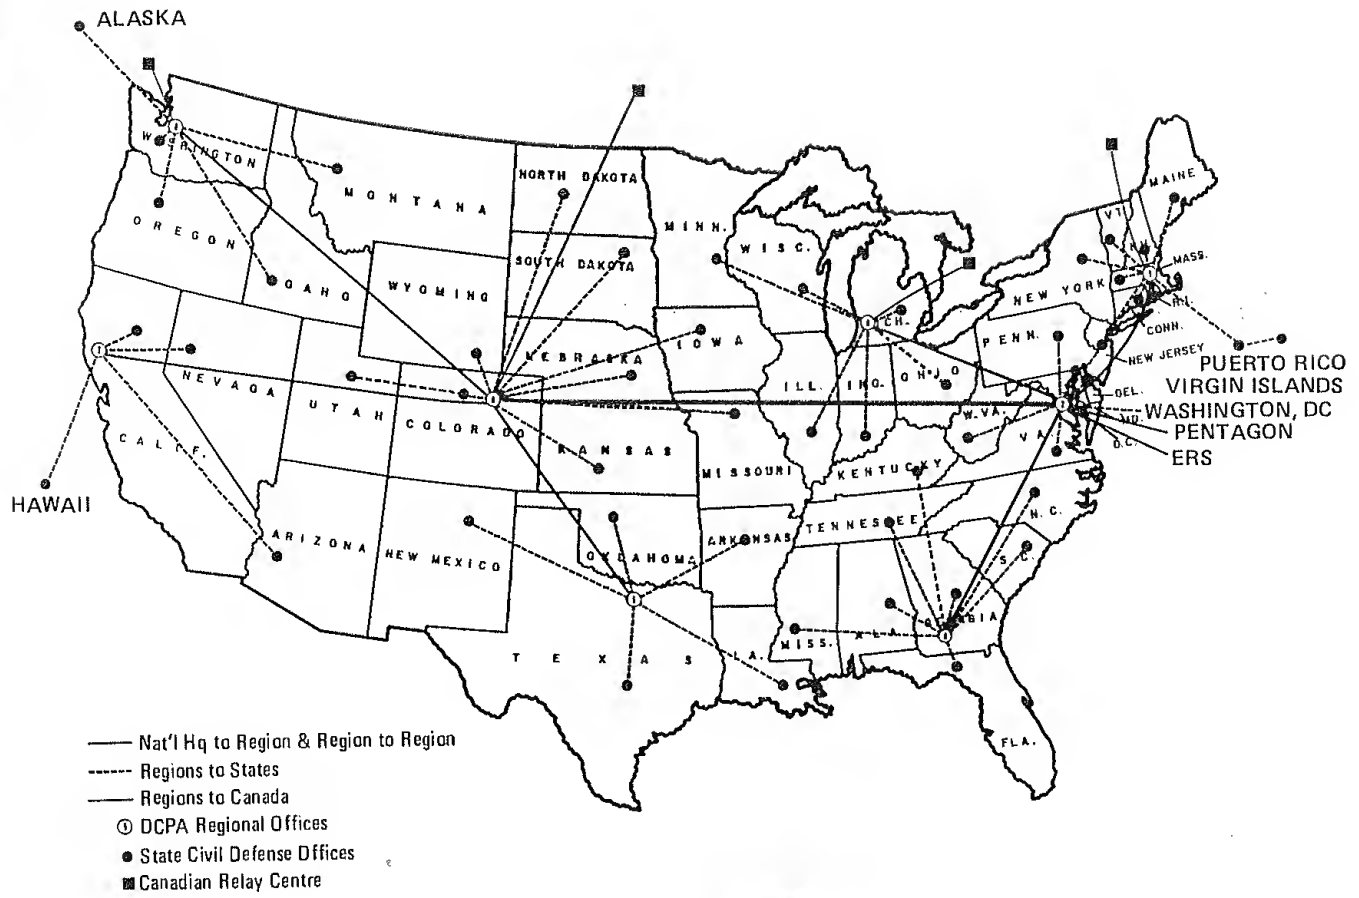 ALASKA
MAINE
WASHINGTON
MONTANA
NORTH DAKOTA
MINN.
VT.
OREGON
WISC.
MASS.
SOUTH DAKOTA
IDAHO
WYOMING
NEW YORK
R.I.
CONN.
MICH.
PENN.
NEBRASKA
IOWA
NEW JERSEY
PUERTO RICO
NEVADA
ILL.
IND.
OHIO
VIRGIN ISLANDS
UTAH
DEL.
WASHINGTON, DC
COLORADO
W.VA.
MD.
PENTAGON
CALIF.
VA.
D.C.
ERS
KANSAS
MISSOURI
KENTUCKY
HAWAII
N.C.
TENNESSEE
ARIZONA
NEW MEXICO
OKLAHOMA
ARKANSAS
S.C.
GEORGIA
MISS.
ALA.
TEXAS
LA.
FLA.
Nat'l Hq to Region & Region to Region
Regions to States
Regions to Canada
DCPA Regional Offices
State Civil Defense Offices
Canadian Relay Centre